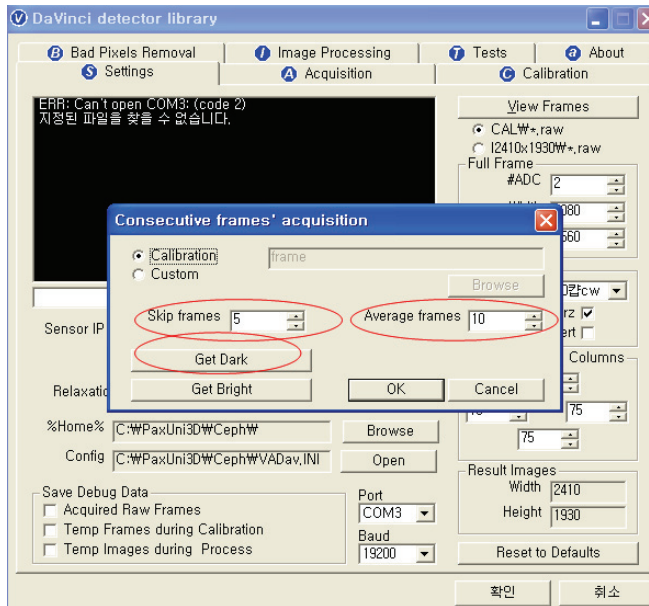 DaVinci detector library
Bad Pixels Removal
Image Processing
Tests
About
Settings
Acquisition
Calibration
ERR: Can't open COM3: (code 2)
지정된 파일을 찾을 수 없습니다.
View Frames
CAL₩*.raw
I2410x1930₩*.raw
Full Frame
#ADC 2
080
560
Consecutive frames' acquisition
Calibration frame
Custom
Browse
Skip frames 5 Average frames 10
Get Dark
Get Bright OK Cancel
Sensor IP
cw
rz
ert
Columns
75
75
%Home% C:₩PaxUni3D₩Ceph₩ Browse
Config C:₩PaxUni3D₩Ceph₩VADav.INI Open
Save Debug Data
Acquired Raw Frames
Temp Frames during Calibration
Temp Images during Process
Port
COM3
Baud
19200
Result Images
Width 2410
Height 1930
Reset to Defaults
확인 취소